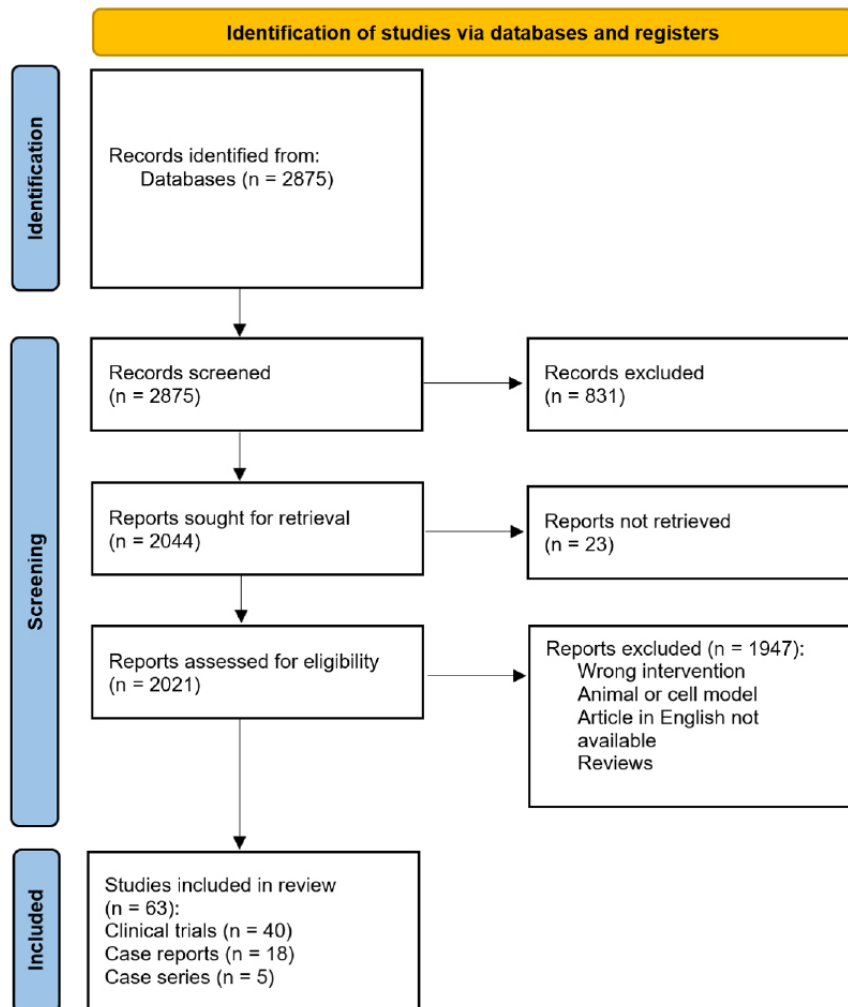 Identification of studies via databases and registers
Identification
Records identified from:
Databases (n = 2875)
Screening
Records screened
(n = 2875)
Records excluded
(n = 831)
Reports sought for retrieval
(n = 2044)
Reports not retrieved
(n = 23)
Reports assessed for eligibility
(n = 2021)
Reports excluded (n = 1947):
Wrong intervention
Animal or cell model
Article in English not
available
Reviews
Included
Studies included in review
(n = 63):
Clinical trials (n = 40)
Case reports (n = 18)
Case series (n = 5)